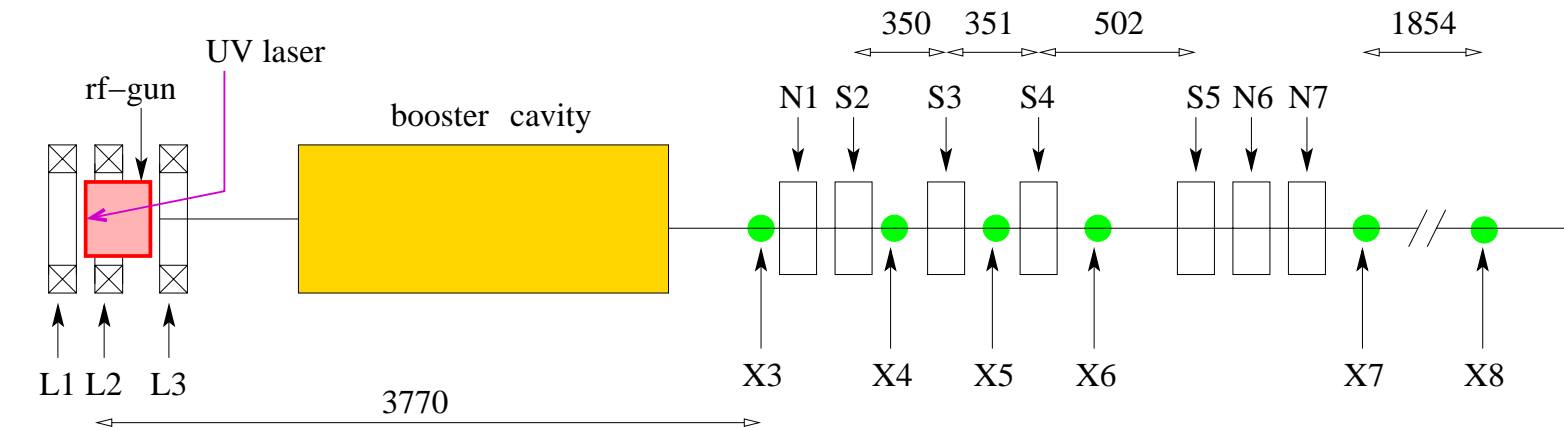 350 351 502 1854
UV laser
rf−gun
N1 S2 S3 S4 S5 N6 N7
booster cavity
L1 L2 L3 X3 X4 X5 X6 X7 X8
3770